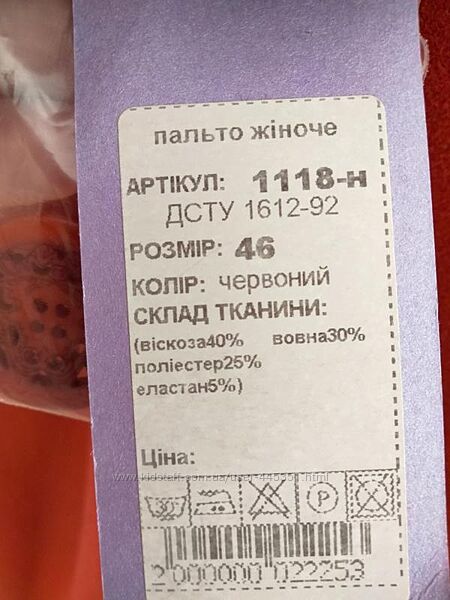 пальто жіноче
АРТІКУЛ: 1118-н
ДСТУ 1612-92
РОЗМІР: 46
КОЛІР: червоний
СКЛАД ТКАНИНИ:
(віскоза40% вовна30%
поліестер25%
еластан5%)
Ціна:
P
2 000000 022253